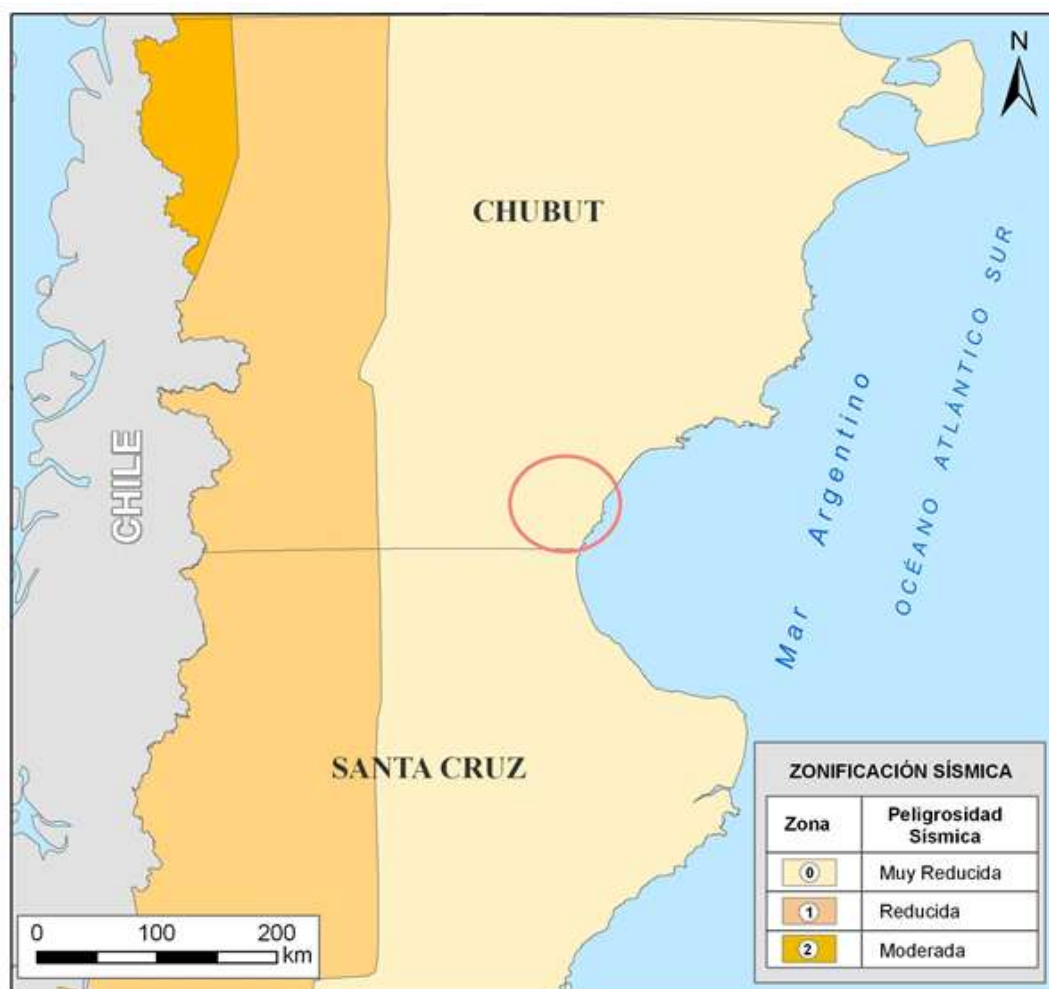 N
CHUBUT
OCÉANO ATLÁNTICO SUR
Mar Argentino
CHILE
SANTA CRUZ
ZONIFICACIÓN SÍSMICA
Zona Peligrosidad Sísmica
0 Muy Reducida
1 Reducida
2 Moderada
0 100 200
km